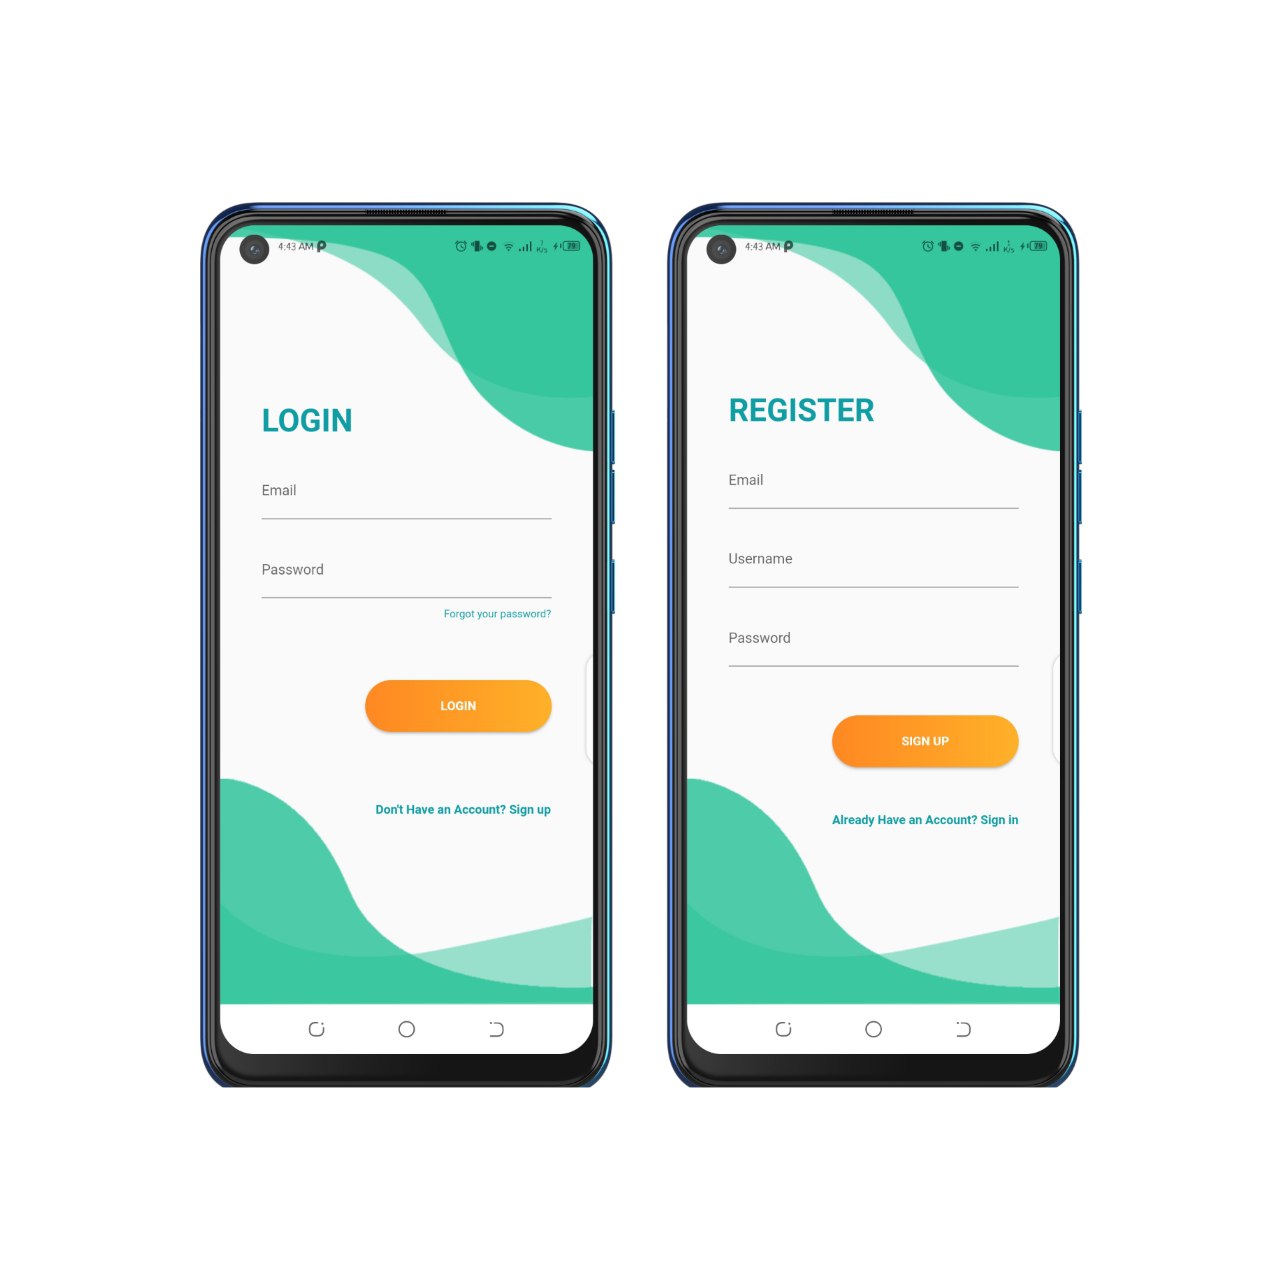 4:43 AM
79
LOGIN
Email
Password
Forgot your password?
LOGIN
Don't Have an Account? Sign up
4:43 AM
K/s
79
REGISTER
Email
Username
Password
SIGN UP
Already Have an Account? Sign in